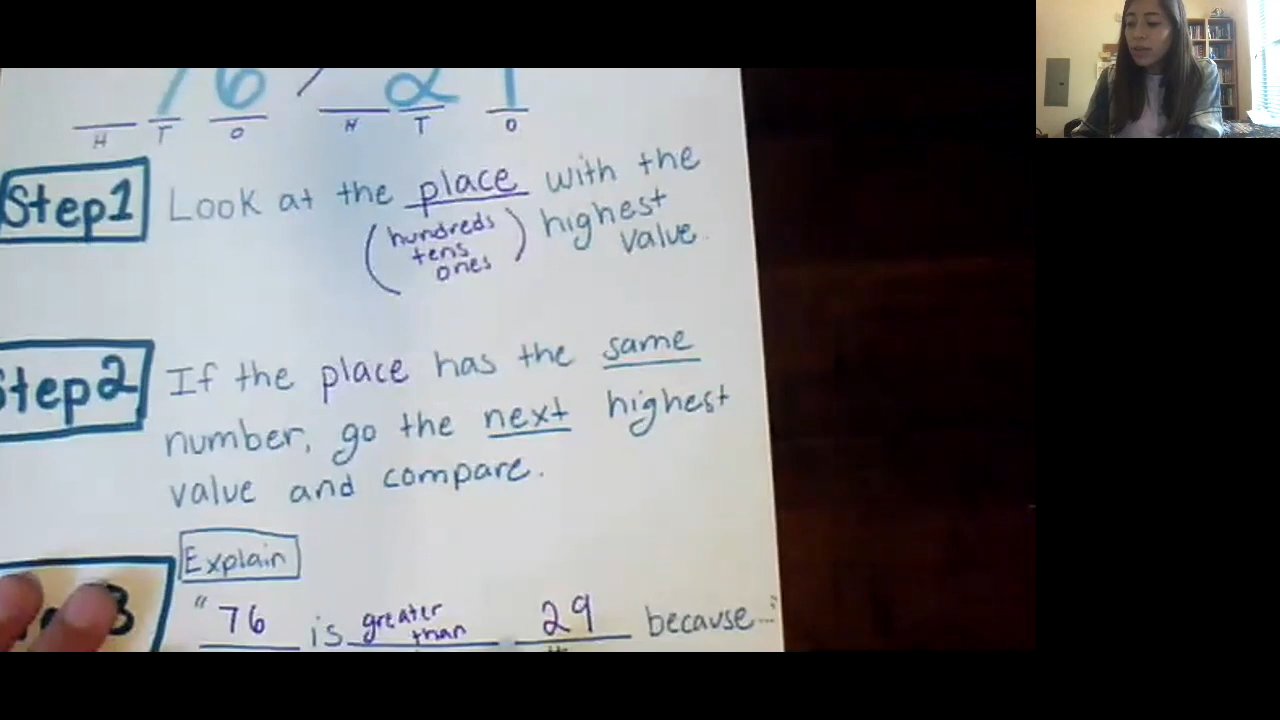 76 > 2
H T O H T O
Step1 Look at the place with the
(hundreds tens ones) highest
value.
Step2 If the place has the same
number, go the next highest
value and compare.
Explain
"76 is greater than 29 because..."